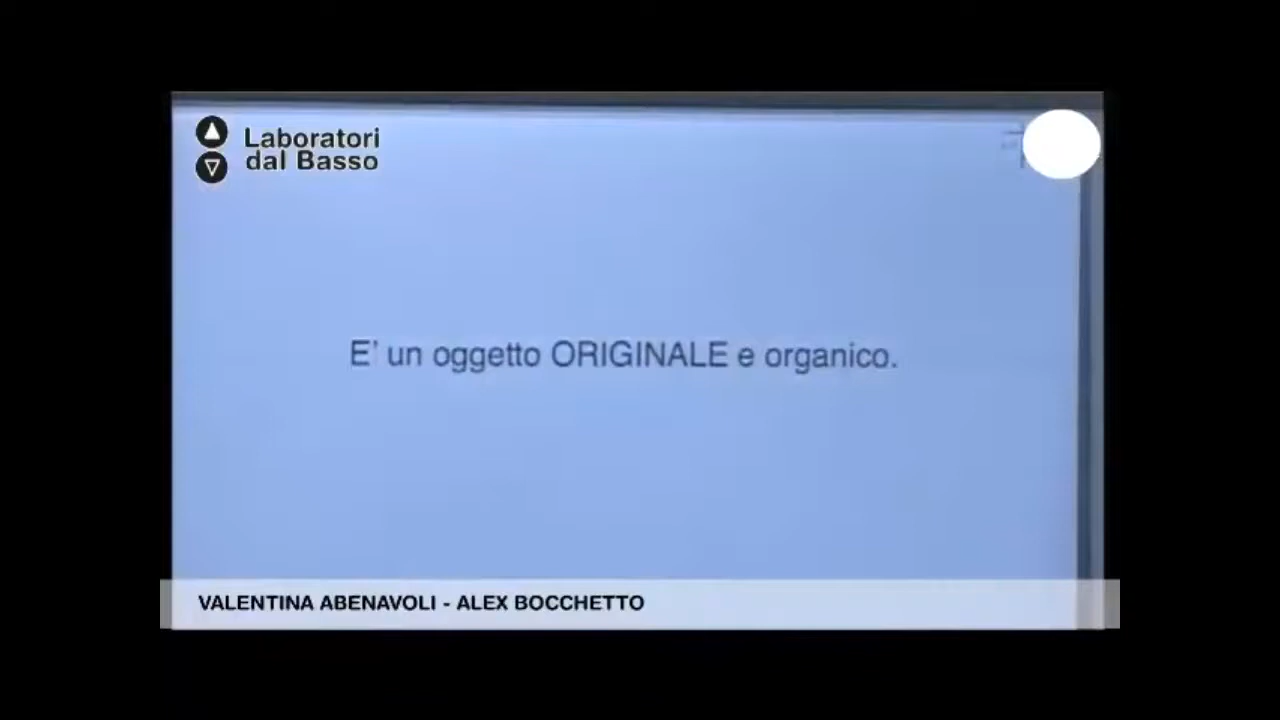 Laboratori
dal Basso
E' un oggetto ORIGINALE e organico.
VALENTINA ABENAVOLI - ALEX BOCCHETTO